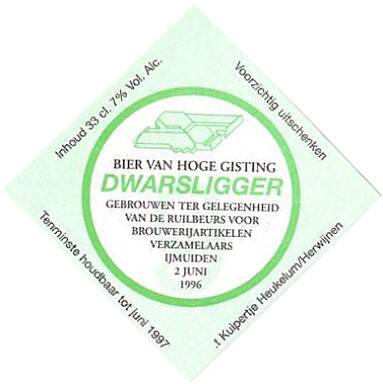 Inhoud 33 cl. 7% Vol. Alc.
Voorzichtig uitschenken
BIER VAN HOGE GISTING
DWARSLIGGER
GEBROUWEN TER GELEGENHEID
VAN DE RUILBEURS VOOR
BROUWERIJARTIKELEN
VERZAMELAARS
IJMUIDEN
2 JUNI
1996
Tenminste houdbaar tot juni 1997
.t Kuipertje Heukelum/Herwijnen